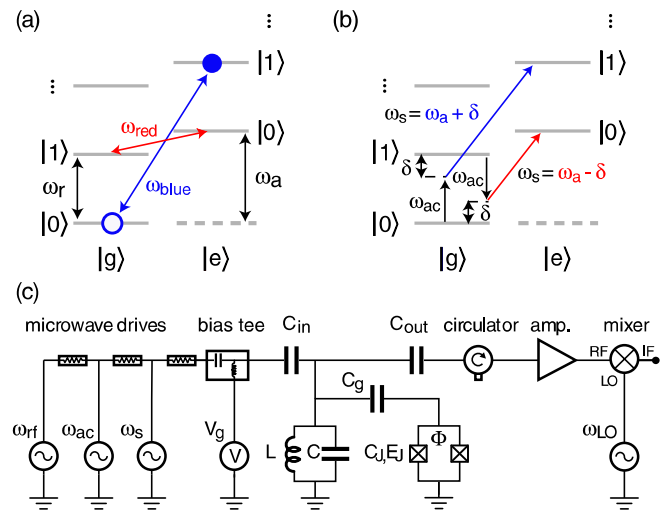 (a)
⋮
|1⟩
⋮
ω_red
|0⟩
|1⟩
ω_r
ω_blue
ω_a
|0⟩
|g⟩
|e⟩
(b)
⋮
|1⟩
⋮
ω_s = ω_a + δ
|0⟩
|1⟩
δ
ω_ac
ω_s = ω_a - δ
ω_ac
δ
|0⟩
|g⟩
|e⟩
(c)
microwave drives
bias tee
C_in
C_out
circulator
amp.
mixer
RF
IF
LO
C_g
ω_rf
ω_ac
ω_s
V_g
V
L
C
C_J,E_J
Φ
ω_LO